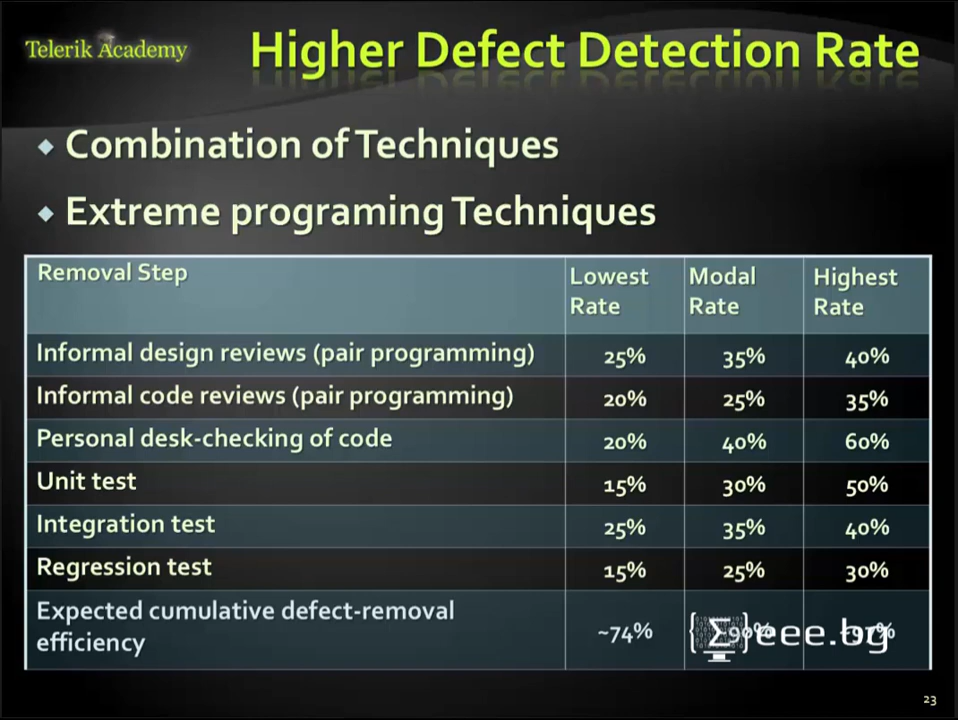 Telerik Academy
Higher Defect Detection Rate
Combination of Techniques
Extreme programing Techniques
Removal Step Lowest Rate Modal Rate Highest Rate
Informal design reviews (pair programming) 25% 35% 40%
Informal code reviews (pair programming) 20% 25% 35%
Personal desk-checking of code 20% 40% 60%
Unit test 15% 30% 50%
Integration test 25% 35% 40%
Regression test 15% 25% 30%
Expected cumulative defect-removal
efficiency ~74%
eee.bg
23